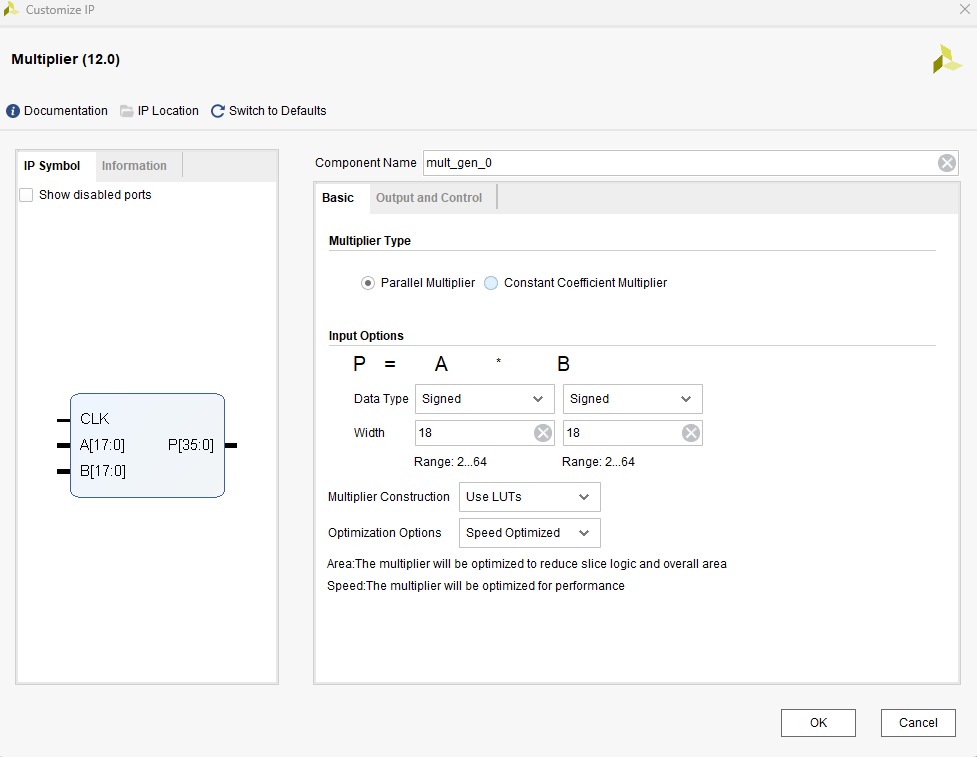 Customize IP
Multiplier (12.0)
Documentation IP Location Switch to Defaults
IP Symbol Information
Show disabled ports
CLK
A[17:0] P[35:0]
B[17:0]
Component Name mult_gen_0
Basic Output and Control
Multiplier Type
Parallel Multiplier Constant Coefficient Multiplier
Input Options
P = A * B
Data Type Signed Signed
Width 18 18
Range: 2...64 Range: 2...64
Multiplier Construction Use LUTs
Optimization Options Speed Optimized
Area:The multiplier will be optimized to reduce slice logic and overall area
Speed:The multiplier will be optimized for performance
OK Cancel